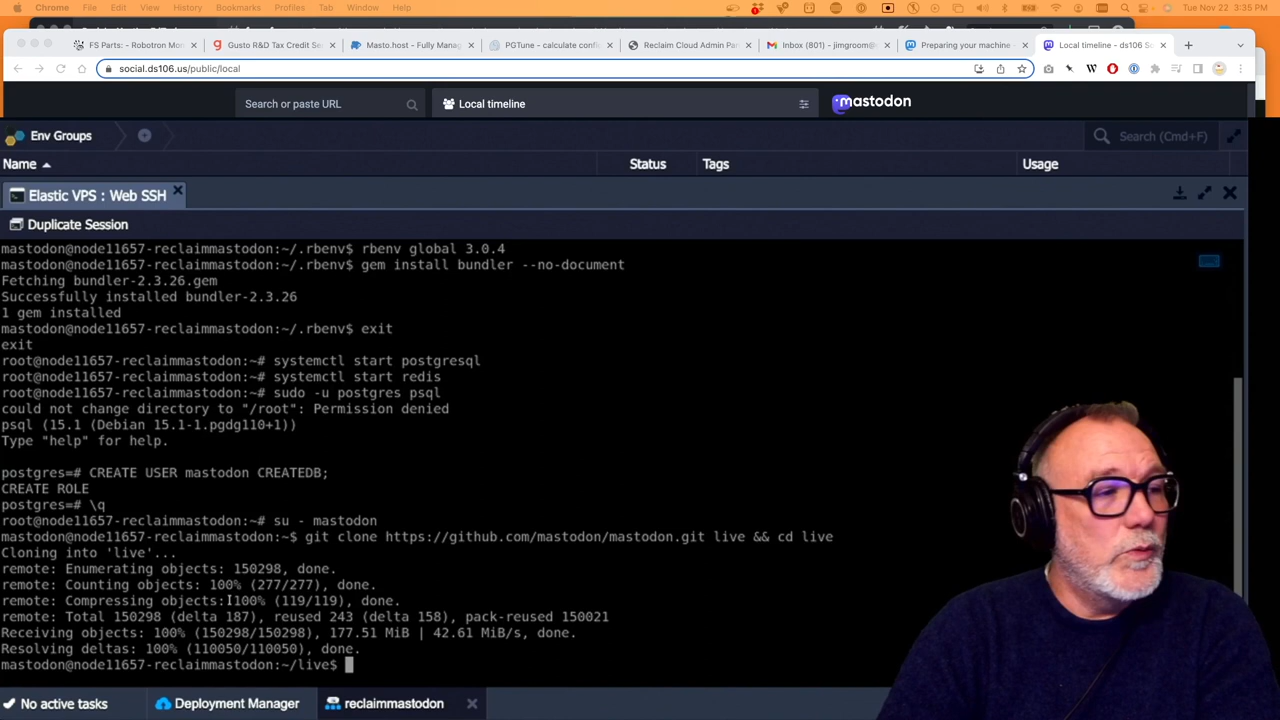 Chrome File Edit View History Bookmarks Profiles Tab Window Help Tue Nov 22 3:35 PM
FS Parts: - Robotron Mon Gusto R&D Tax Credit Se Masto.host - Fully Manag PGTune - calculate config Reclaim Cloud Admin Pan Inbox (801) - jimgroom@ Preparing your machine - Local timeline - ds106 So
social.ds106.us/public/local
Search or paste URL Local timeline mastodon
Env Groups Search (Cmd+F)
Name Status Tags Usage
Elastic VPS : Web SSH
Duplicate Session
mastodon@node11657-reclaimmastodon:~/.rbenv$ rbenv global 3.0.4
mastodon@node11657-reclaimmastodon:~/.rbenv$ gem install bundler --no-document
Fetching bundler-2.3.26.gem
Successfully installed bundler-2.3.26
1 gem installed
mastodon@node11657-reclaimmastodon:~/.rbenv$ exit
exit
root@node11657-reclaimmastodon:~# systemctl start postgresql
root@node11657-reclaimmastodon:~# systemctl start redis
root@node11657-reclaimmastodon:~# sudo -u postgres psql
could not change directory to "/root": Permission denied
psql (15.1 (Debian 15.1-1.pgdg110+1))
Type "help" for help.
postgres=# CREATE USER mastodon CREATEDB;
CREATE ROLE
postgres=# \q
root@node11657-reclaimmastodon:~# su - mastodon
mastodon@node11657-reclaimmastodon:~$ git clone https://github.com/mastodon/mastodon.git live && cd live
Cloning into 'live'...
remote: Enumerating objects: 150298, done.
remote: Counting objects: 100% (277/277), done.
remote: Compressing objects: 100% (119/119), done.
remote: Total 150298 (delta 187), reused 243 (delta 158), pack-reused 150021
Receiving objects: 100% (150298/150298), 177.51 MiB | 42.61 MiB/s, done.
Resolving deltas: 100% (110050/110050), done.
mastodon@node11657-reclaimmastodon:~/live$
No active tasks Deployment Manager reclaimmastodon